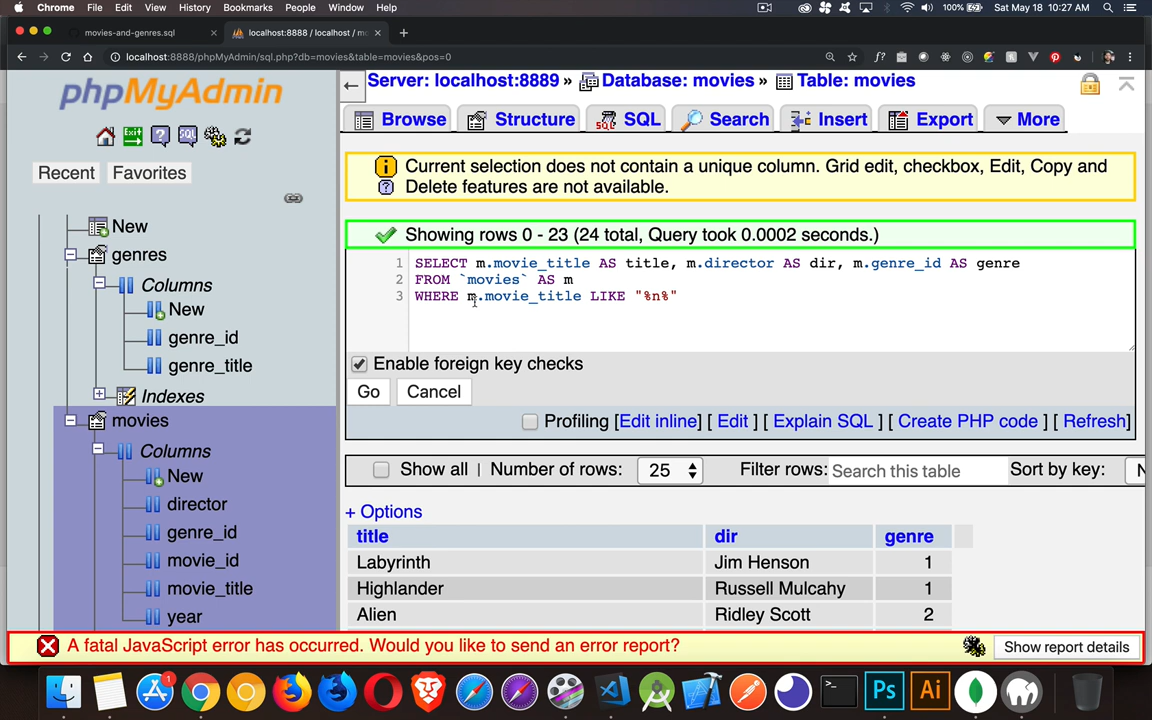 Chrome File Edit View History Bookmarks People Window Help 100% Sat May 18 10:27 AM
movies-and-genres.sql × localhost:8888 / localhost / mo × +
localhost:8888/phpMyAdmin/sql.php?db=movies&table=movies&pos=0
phpMyAdmin
Recent Favorites
New
genres
Columns
New
genre_id
genre_title
Indexes
movies
Columns
New
director
genre_id
movie_id
movie_title
year
Server: localhost:8889 » Database: movies » Table: movies
Browse Structure SQL Search Insert Export More
Current selection does not contain a unique column. Grid edit, checkbox, Edit, Copy and
Delete features are not available.
Showing rows 0 - 23 (24 total, Query took 0.0002 seconds.)
1 SELECT m.movie_title AS title, m.director AS dir, m.genre_id AS genre
2 FROM `movies` AS m
3 WHERE m.movie_title LIKE "%n%"
Enable foreign key checks
Go Cancel
Profiling [Edit inline] [ Edit ] [ Explain SQL ] [ Create PHP code ] [ Refresh]
Show all | Number of rows: 25 Filter rows: Search this table Sort by key: N
+ Options
title dir genre
Labyrinth Jim Henson 1
Highlander Russell Mulcahy 1
Alien Ridley Scott 2
A fatal JavaScript error has occurred. Would you like to send an error report? Show report details
Ps Ai